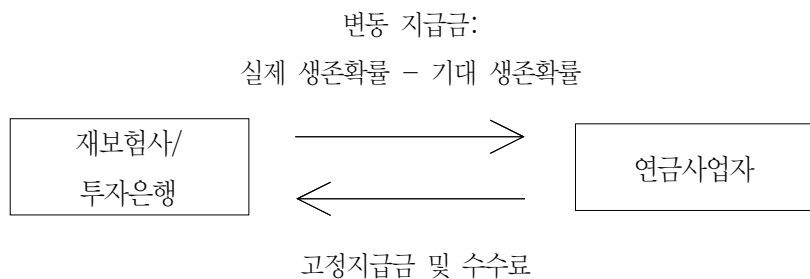 변동 지급금:
실제 생존확률 – 기대 생존확률
재보험사/
투자은행
연금사업자
고정지급금 및 수수료